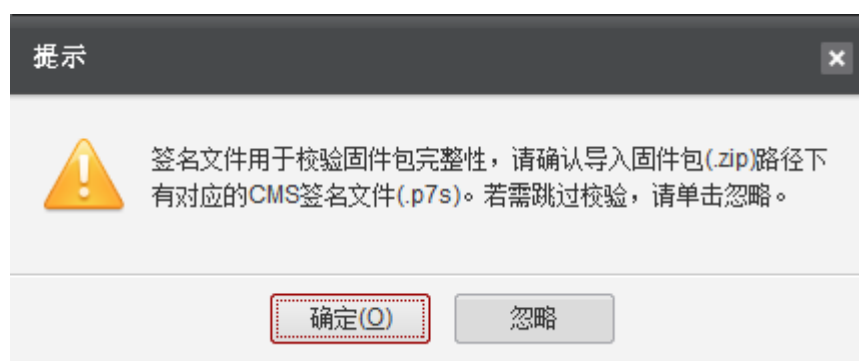 提示
签名文件用于校验固件包完整性，请确认导入固件包(.zip)路径下
有对应的CMS签名文件(.p7s)。若需跳过校验，请单击忽略。
确定(O)
忽略